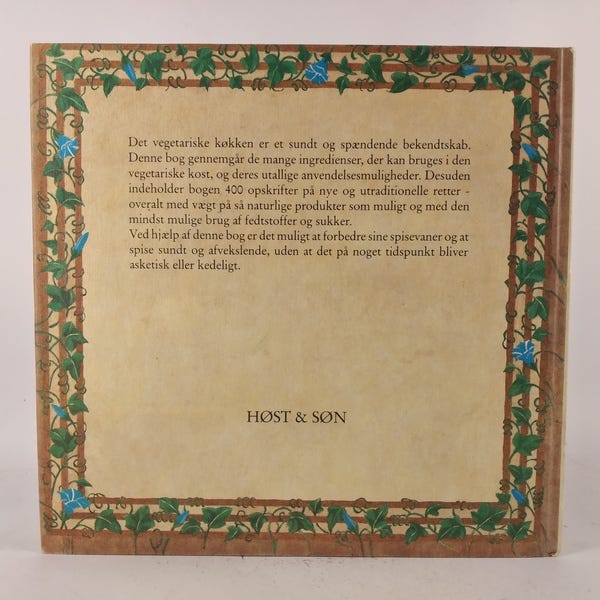 Det vegetariske køkken er et sundt og spændende bekendtskab.
Denne bog gennemgår de mange ingredienser, der kan bruges i den
vegetariske kost, og deres utallige anvendelsesmuligheder. Desuden
indeholder bogen 400 opskrifter på nye og utraditionelle retter -
overalt med vægt på så naturlige produkter som muligt og med den
mindst mulige brug af fedtstoffer og sukker.
Ved hjælp af denne bog er det muligt at forbedre sine spisevaner og at
spise sundt og afvekslende, uden at det på noget tidspunkt bliver
asketisk eller kedeligt.
HØST & SØN